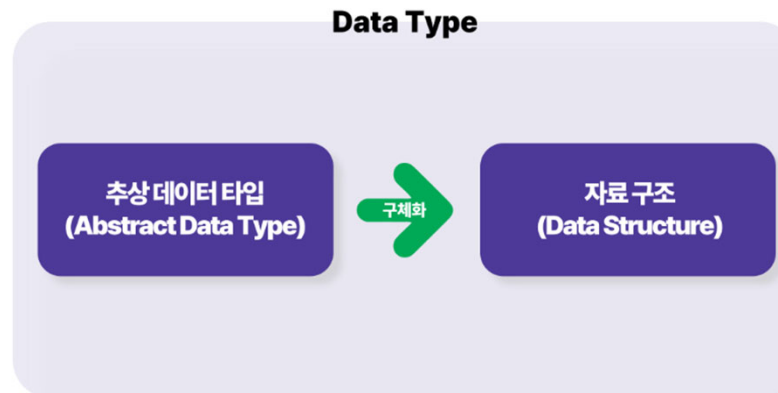 Data Type
추상 데이터 타입
(Abstract Data Type)
구체화
자료 구조
(Data Structure)